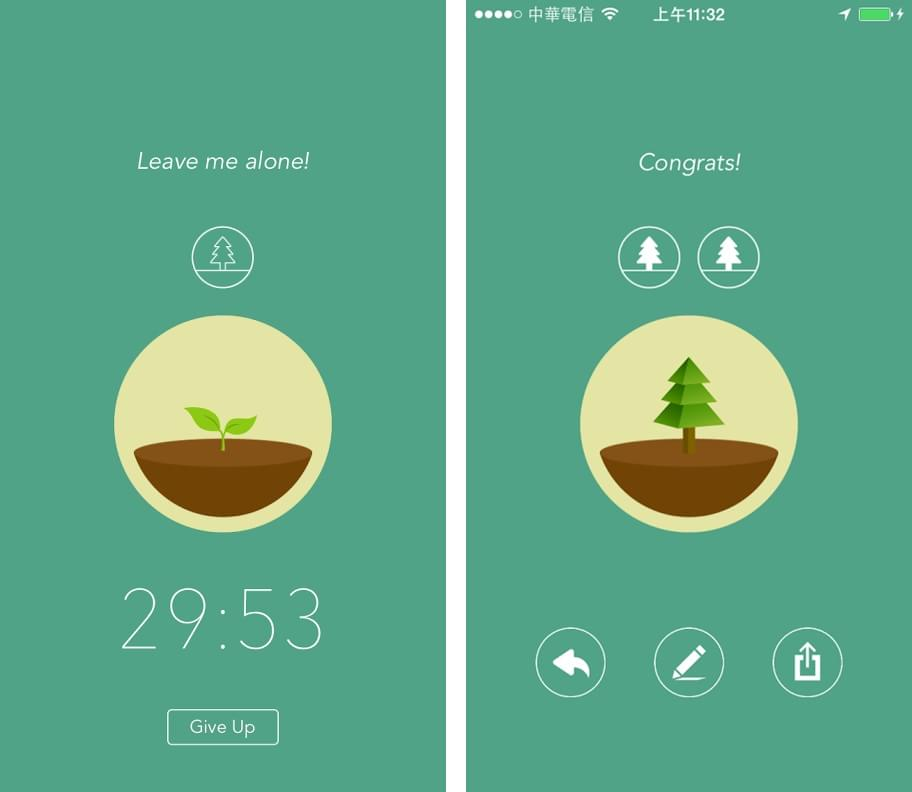 Leave me alone!
29:53
Give Up
中華電信 上午11:32
Congrats!